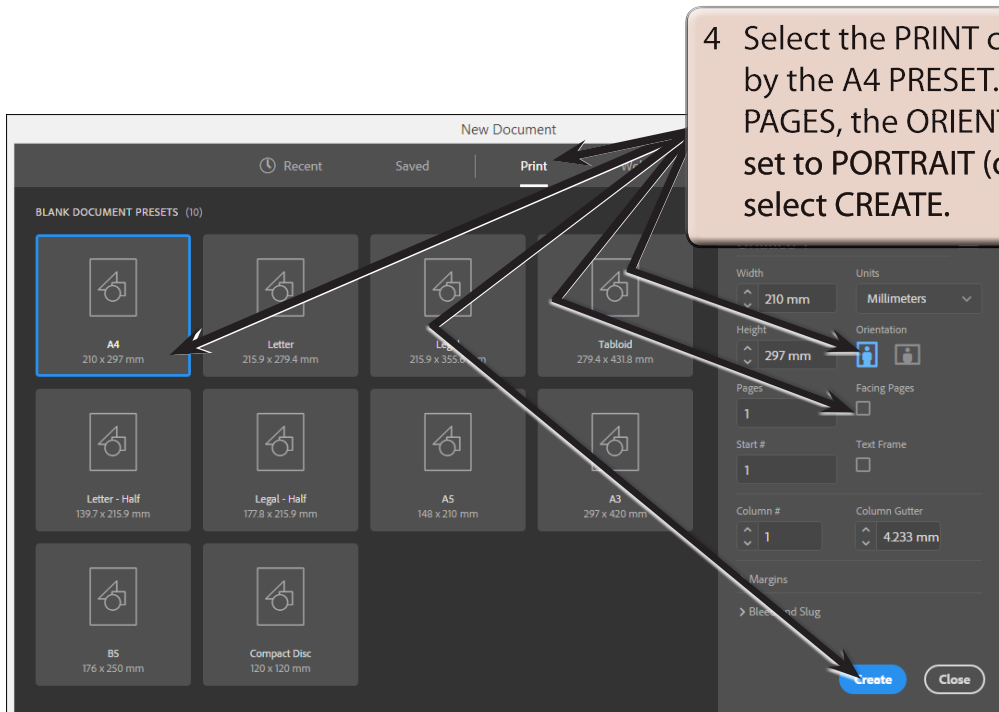 4 Select the PRINT
by the A4 PRESET.
PAGES, the ORIENT
set to PORTRAIT
select CREATE.
New Document
Recent Saved Print
BLANK DOCUMENT PRESETS (10)
A4
210 x 297 mm
Letter
215.9 x 279.4 mm
215.9 x
Tabloid
279.4 x 431.8 mm
Letter - Half
139.7 x 215.9 mm
Legal - Half
177.8 x 215.9 mm
A5
148 x 210 mm
A3
297 x 420 mm
B5
176 x 250 mm
Compact Disc
120 x 120 mm
Width Units
210 mm Millimeters
Height Orientation
297 mm
Pages Facing Pages
1
Start # Text Frame
1
Column # Column Gutter
1 4.233 mm
Margins
Bleed and Slug
Create Close